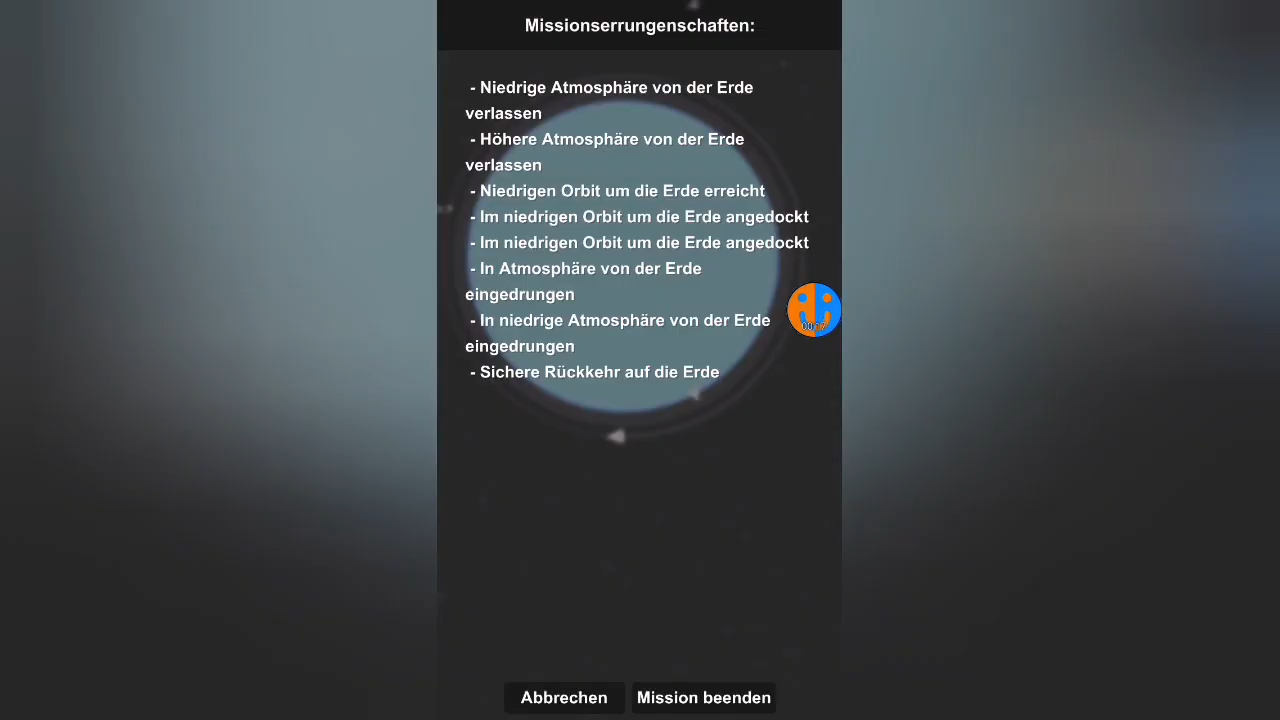 Missionserrungenschaften:
- Niedrige Atmosphäre von der Erde
verlassen
- Höhere Atmosphäre von der Erde
verlassen
- Niedrigen Orbit um die Erde erreicht
- Im niedrigen Orbit um die Erde angedockt
- Im niedrigen Orbit um die Erde angedockt
- In Atmosphäre von der Erde
eingedrungen
- In niedrige Atmosphäre von der Erde
eingedrungen
- Sichere Rückkehr auf die Erde
Abbrechen Mission beenden